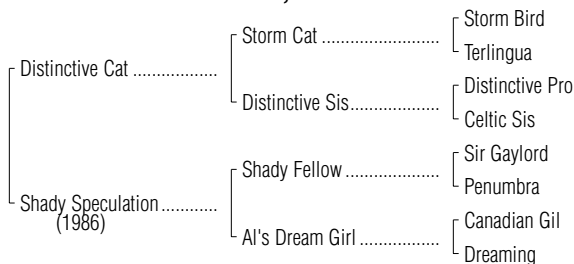 Storm Bird
Storm Cat ........................
Terlingua
Distinctive Cat .................
Distinctive Pro
Distinctive Sis..................
Celtic Sis
Sir Gaylord
Shady Fellow ...................
Penumbra
Shady Speculation ...........
(1986)
Canadian Gil
Al's Dream Girl ................
Dreaming